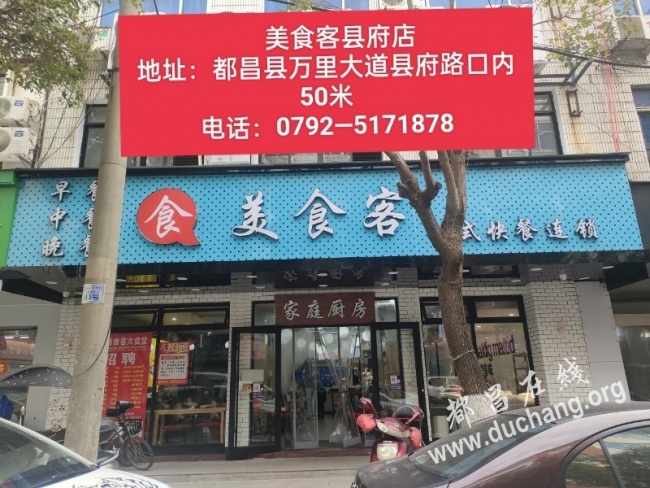 美食客县府店
地址：都昌县万里大道县府路口内
50米
电话：0792—5171878
早餐
中餐
晚餐
食 美食客 式快餐连锁
家庭厨房
招聘
都昌在线
www.duchang.org